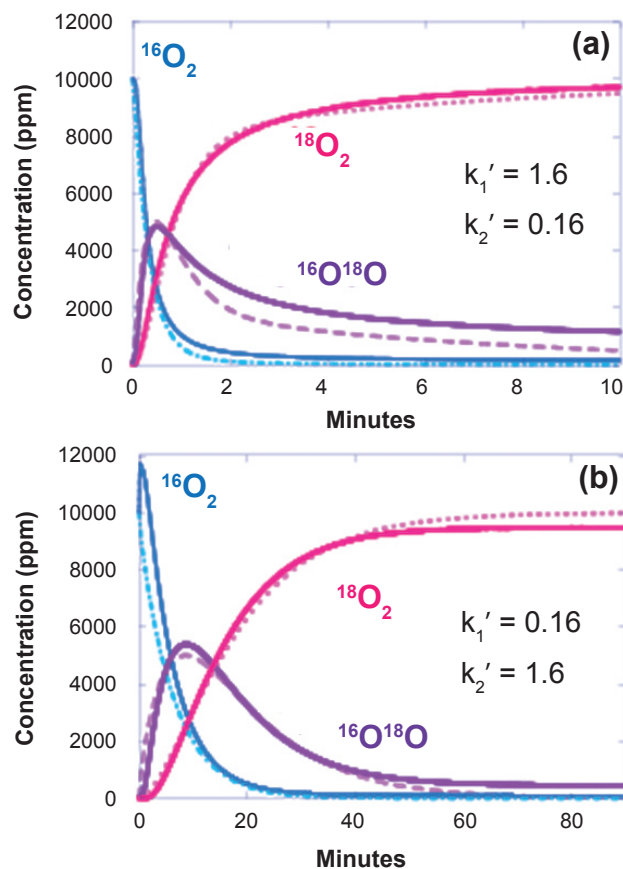 (a)
12000
10000
8000
6000
4000
2000
0
Concentration (ppm)
¹⁶O₂
¹⁸O₂
k₁′ = 1.6
k₂′ = 0.16
¹⁶O¹⁸O
0 2 4 6 8 10
Minutes
(b)
12000
10000
8000
6000
4000
2000
0
Concentration (ppm)
¹⁶O₂
¹⁸O₂
k₁′ = 0.16
k₂′ = 1.6
¹⁶O¹⁸O
0 20 40 60 80
Minutes